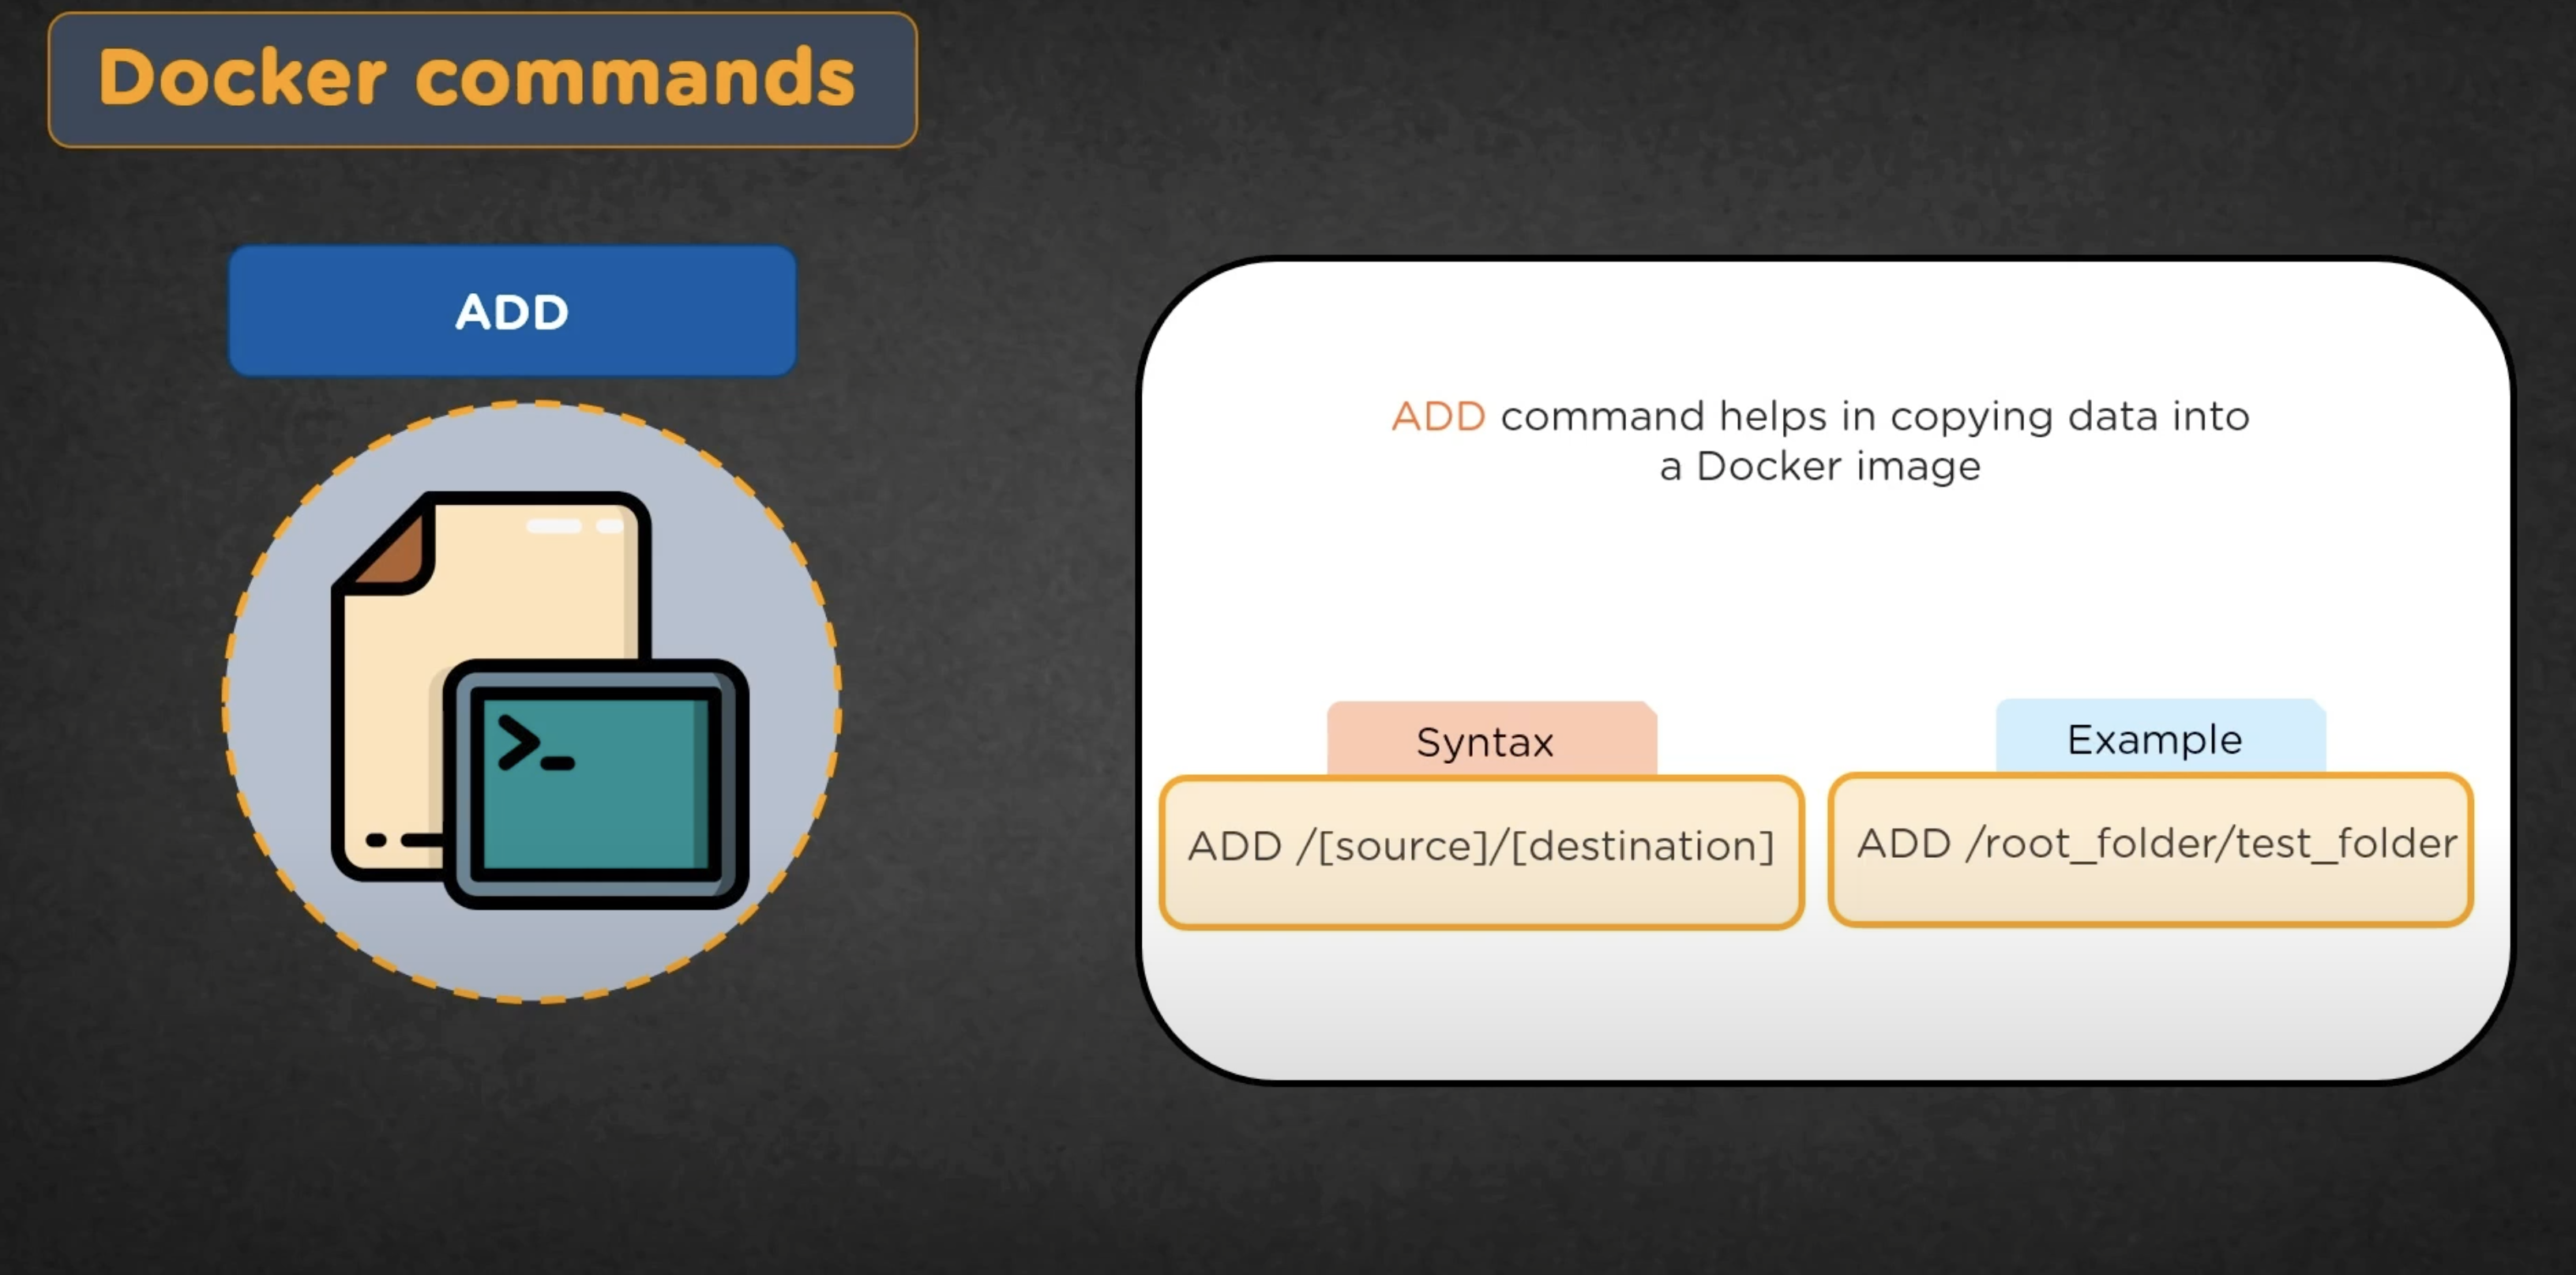 Docker commands
ADD
ADD command helps in copying data into
a Docker image
Syntax
ADD /[source]/[destination]
Example
ADD /root_folder/test_folder
>_